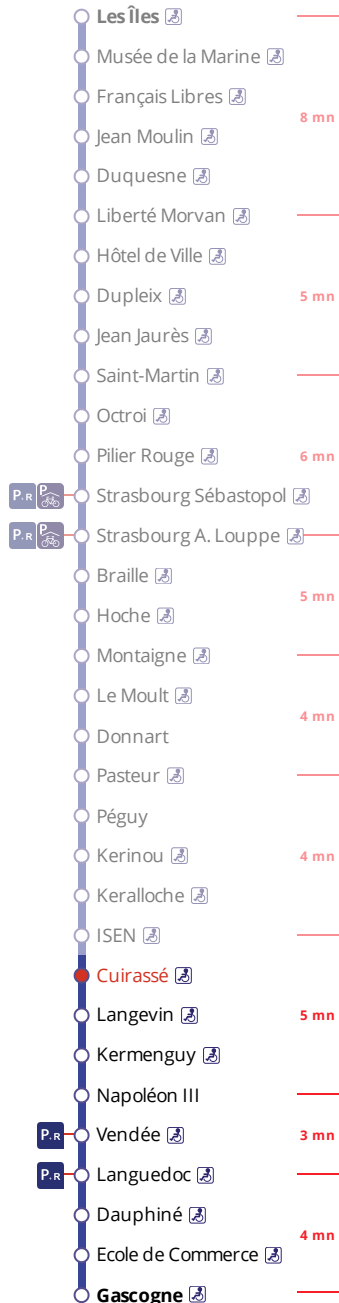 Les Îles
Musée de la Marine
Français Libres
8 mn
Jean Moulin
Duquesne
Liberté Morvan
Hôtel de Ville
Dupleix
5 mn
Jean Jaurès
Saint-Martin
Octroi
Pilier Rouge
6 mn
P+R P Strasbourg Sébastopol
P+R P Strasbourg A. Louppe
Braille
5 mn
Hoche
Montaigne
Le Moult
4 mn
Donnart
Pasteur
Péguy
Kerinou
4 mn
Keralloche
ISEN
Cuirassé
Langevin
5 mn
Kermenguy
Napoléon III
P+R Vendée
3 mn
P+R Languedoc
Dauphiné
4 mn
Ecole de Commerce
Gascogne